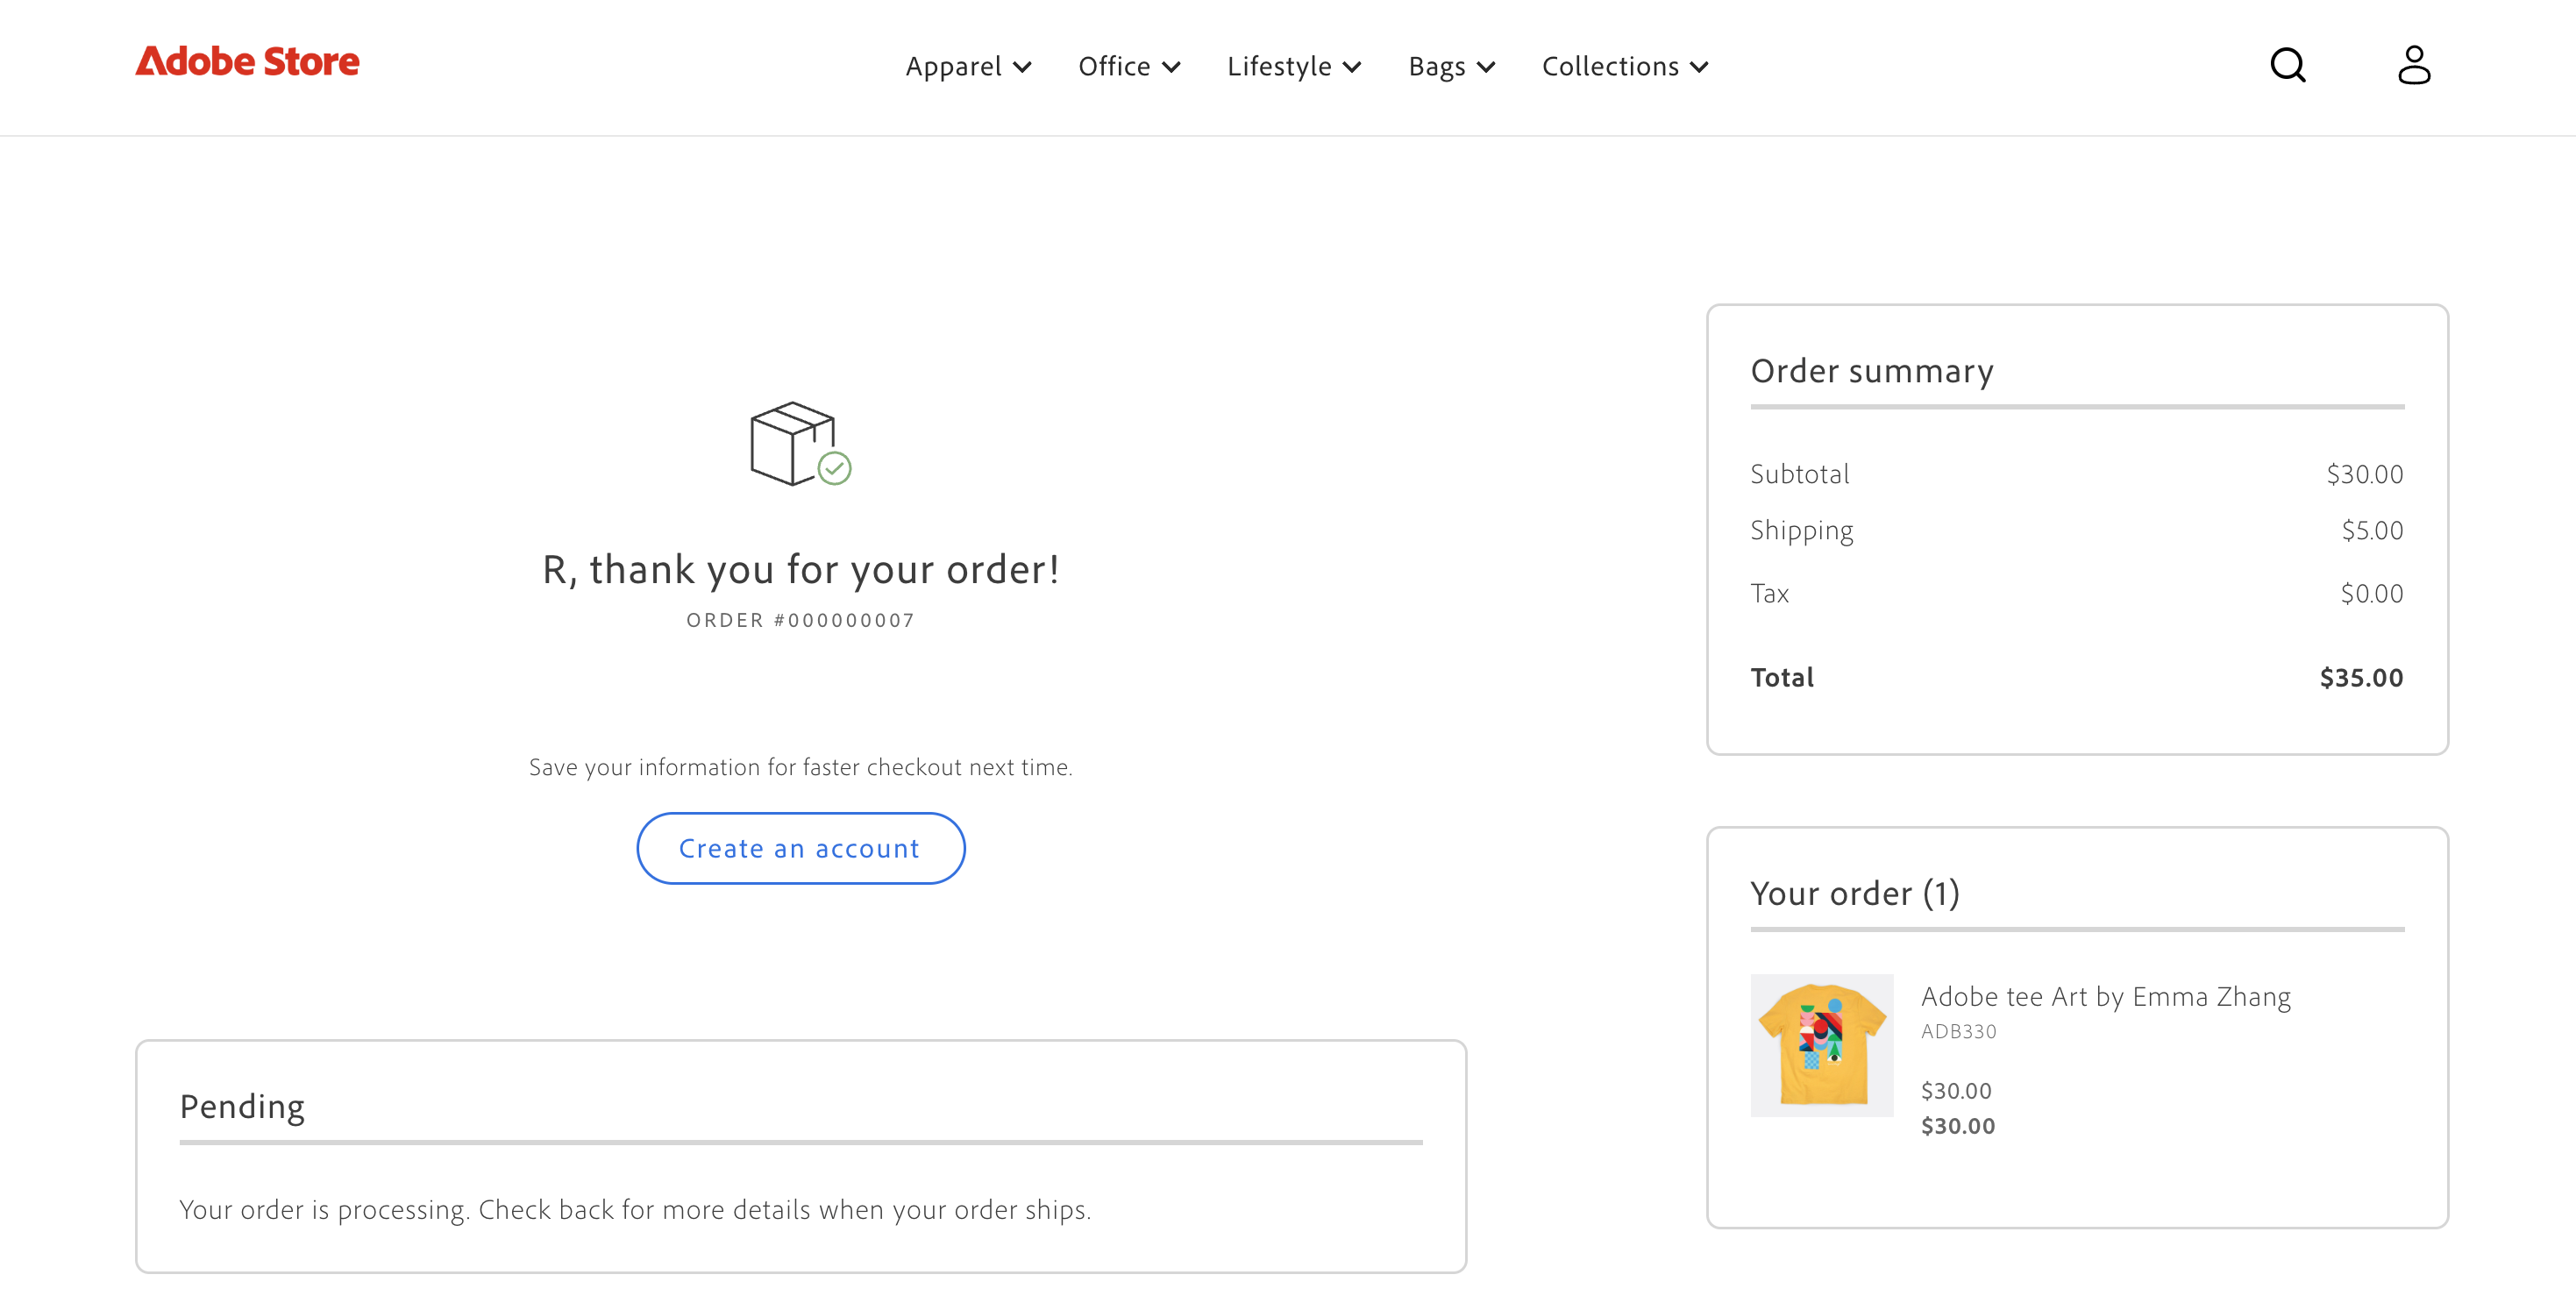 Adobe Store
Apparel
Office
Lifestyle
Bags
Collections
R, thank you for your order!
ORDER #000000007
Save your information for faster checkout next time.
Create an account
Pending
Your order is processing. Check back for more details when your order ships.
Order summary
Subtotal $30.00
Shipping $5.00
Tax $0.00
Total $35.00
Your order (1)
Adobe tee Art by Emma Zhang
ADB330
$30.00
$30.00